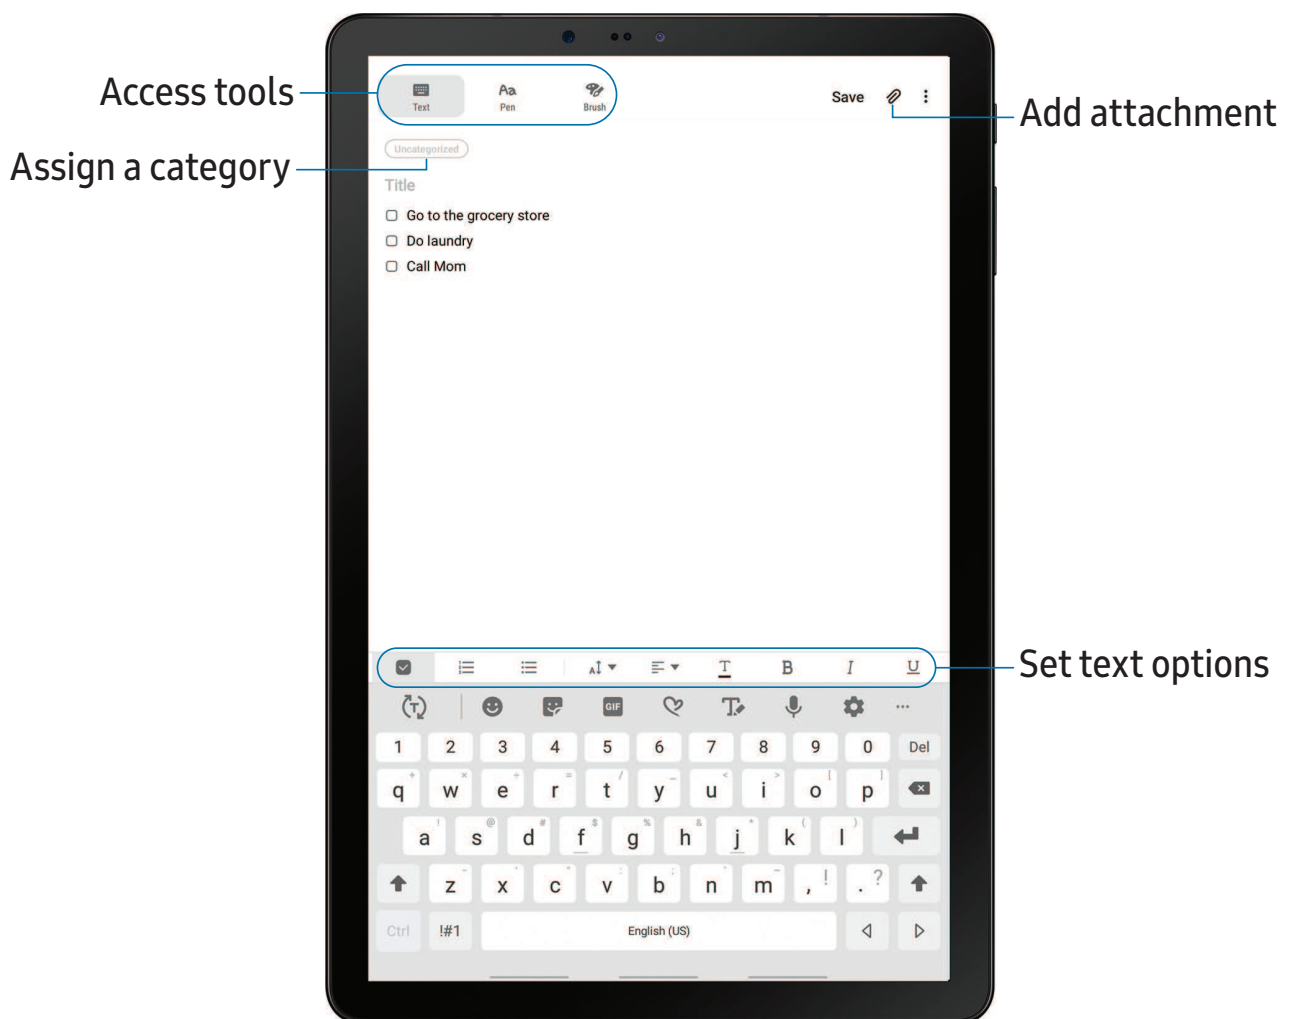 Access tools
Text
Aa
Pen
Brush
Save
Add attachment
Uncategorized
Assign a category
Title
Go to the grocery store
Do laundry
Call Mom
A T B I U
Set text options
T GIF T ...
1 2 3 4 5 6 7 8 9 0 Del
+ × ÷ = / _ < > [ ]
q w e r t y u i o p
! @ # $ % & * ( )
a s d f g h j k l
z x c v b n m , ! . ?
Ctrl !#1 English (US)